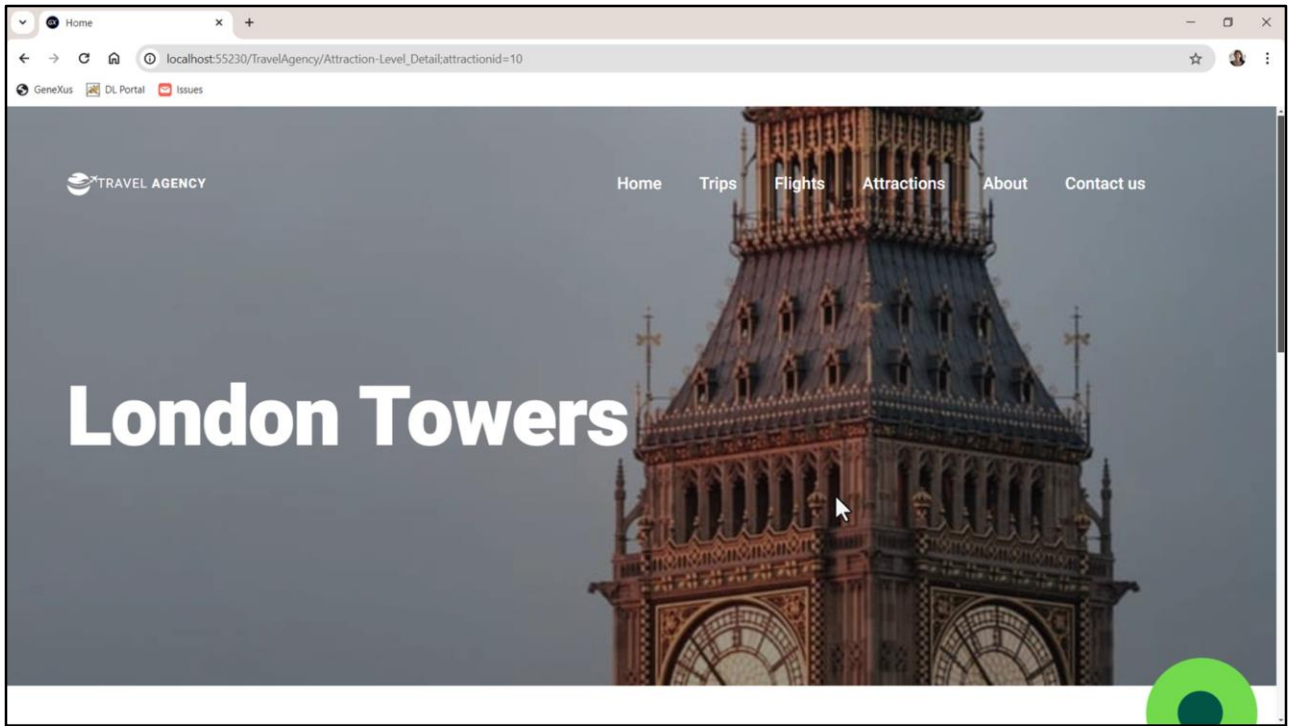 GX Home
localhost:55230/TravelAgency/Attraction-Level_Detail;attractionid=10
GeneXus DL Portal Issues
TRAVEL AGENCY Home Trips Flights Attractions About Contact us
London Towers